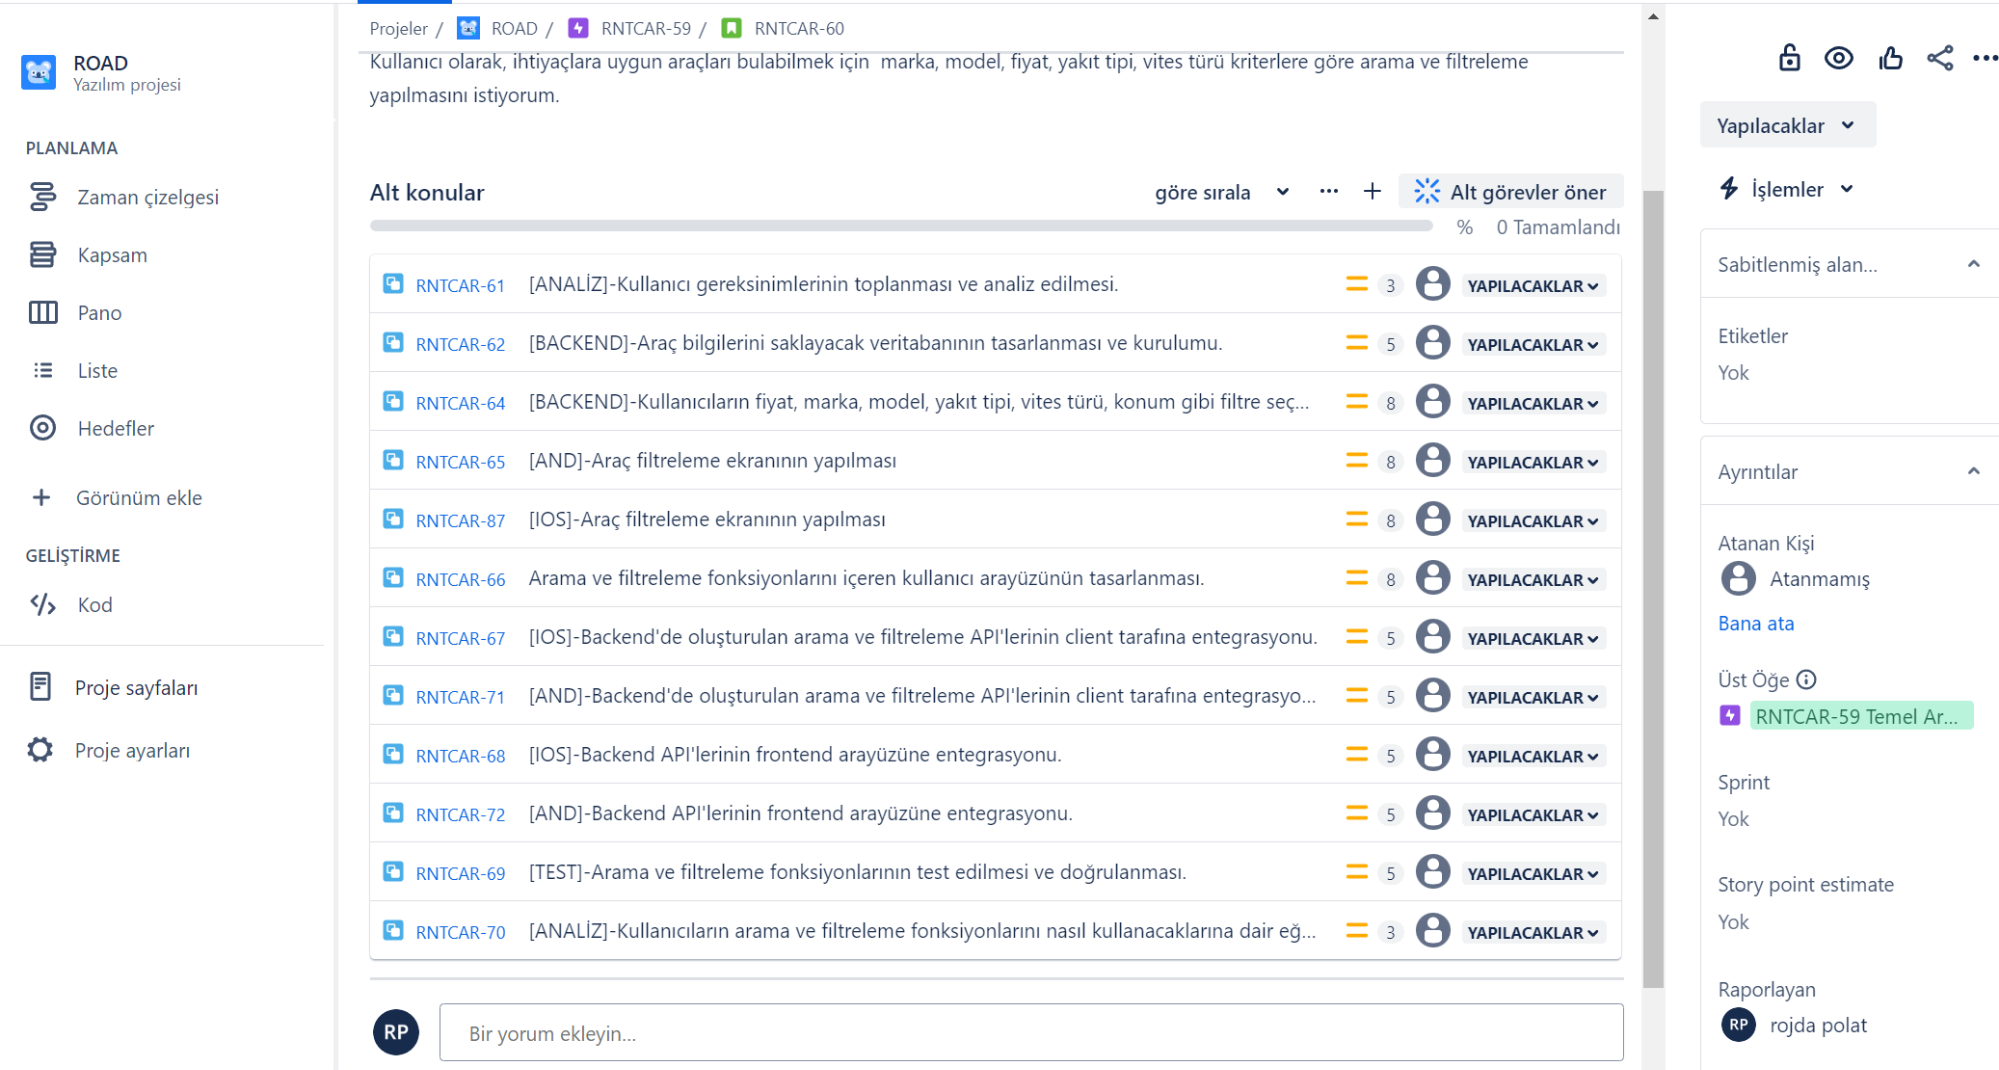 ROAD
Yazılım projesi
PLANLAMA
Zaman çizelgesi
Kapsam
Pano
Liste
Hedefler
Görünüm ekle
GELİŞTİRME
Kod
Proje sayfaları
Proje ayarları
Projeler / ROAD / RNTCAR-59 / RNTCAR-60
Kullanıcı olarak, ihtiyaçlara uygun araçları bulabilmek için marka, model, fiyat, yakıt tipi, vites türü kriterlere göre arama ve filtreleme
yapılmasını istiyorum.
Alt konular göre sırala ... + Alt görevler öner
% 0 Tamamlandı
RNTCAR-61 [ANALİZ]-Kullanıcı gereksinimlerinin toplanması ve analiz edilmesi. 3 YAPILACAKLAR
RNTCAR-62 [BACKEND]-Araç bilgilerini saklayacak veritabanının tasarlanması ve kurulumu. 5 YAPILACAKLAR
RNTCAR-64 [BACKEND]-Kullanıcıların fiyat, marka, model, yakıt tipi, vites türü, konum gibi filtre seç... 8 YAPILACAKLAR
RNTCAR-65 [AND]-Araç filtreleme ekranının yapılması 8 YAPILACAKLAR
RNTCAR-87 [IOS]-Araç filtreleme ekranının yapılması 8 YAPILACAKLAR
RNTCAR-66 Arama ve filtreleme fonksiyonlarını içeren kullanıcı arayüzünün tasarlanması. 8 YAPILACAKLAR
RNTCAR-67 [IOS]-Backend'de oluşturulan arama ve filtreleme API'lerinin client tarafına entegrasyonu. 5 YAPILACAKLAR
RNTCAR-71 [AND]-Backend'de oluşturulan arama ve filtreleme API'lerinin client tarafına entegrasyo... 5 YAPILACAKLAR
RNTCAR-68 [IOS]-Backend API'lerinin frontend arayüzüne entegrasyonu. 5 YAPILACAKLAR
RNTCAR-72 [AND]-Backend API'lerinin frontend arayüzüne entegrasyonu. 5 YAPILACAKLAR
RNTCAR-69 [TEST]-Arama ve filtreleme fonksiyonlarının test edilmesi ve doğrulanması. 5 YAPILACAKLAR
RNTCAR-70 [ANALİZ]-Kullanıcıların arama ve filtreleme fonksiyonlarını nasıl kullanacaklarına dair eğ... 3 YAPILACAKLAR
RP Bir yorum ekleyin...
Yapılacaklar
İşlemler
Sabitlenmiş alan...
Etiketler
Yok
Ayrıntılar
Atanan Kişi
Atanmamış
Bana ata
Üst Öğe
RNTCAR-59 Temel Ar...
Sprint
Yok
Story point estimate
Yok
Raporlayan
RP rojda polat